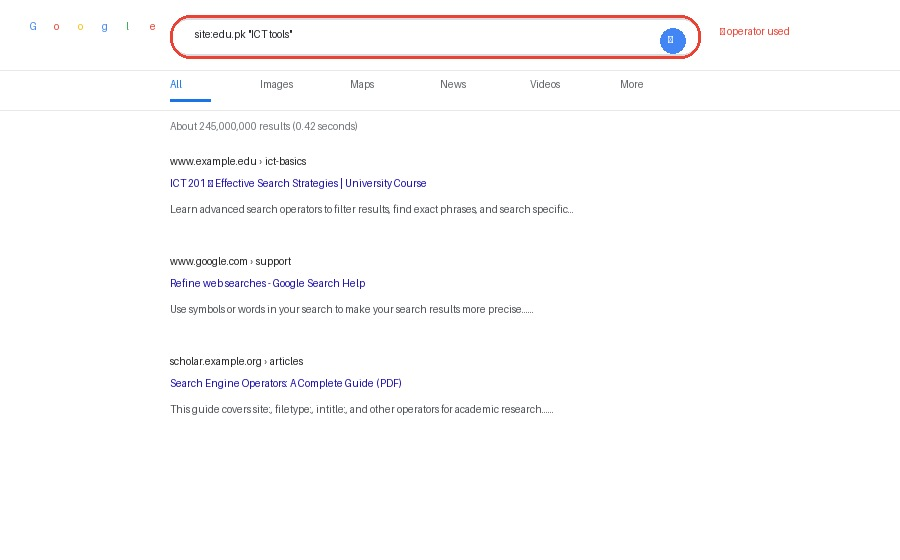 Google
site:edu.pk "ICT tools"
operator used
All Images Maps News Videos More
About 245,000,000 results (0.42 seconds)
www.example.edu › ict-basics
ICT 201 Effective Search Strategies | University Course
Learn advanced search operators to filter results, find exact phrases, and search specific...
www.google.com › support
Refine web searches - Google Search Help
Use symbols or words in your search to make your search results more precise......
scholar.example.org › articles
Search Engine Operators: A Complete Guide (PDF)
This guide covers site:, filetype:, intitle:, and other operators for academic research......